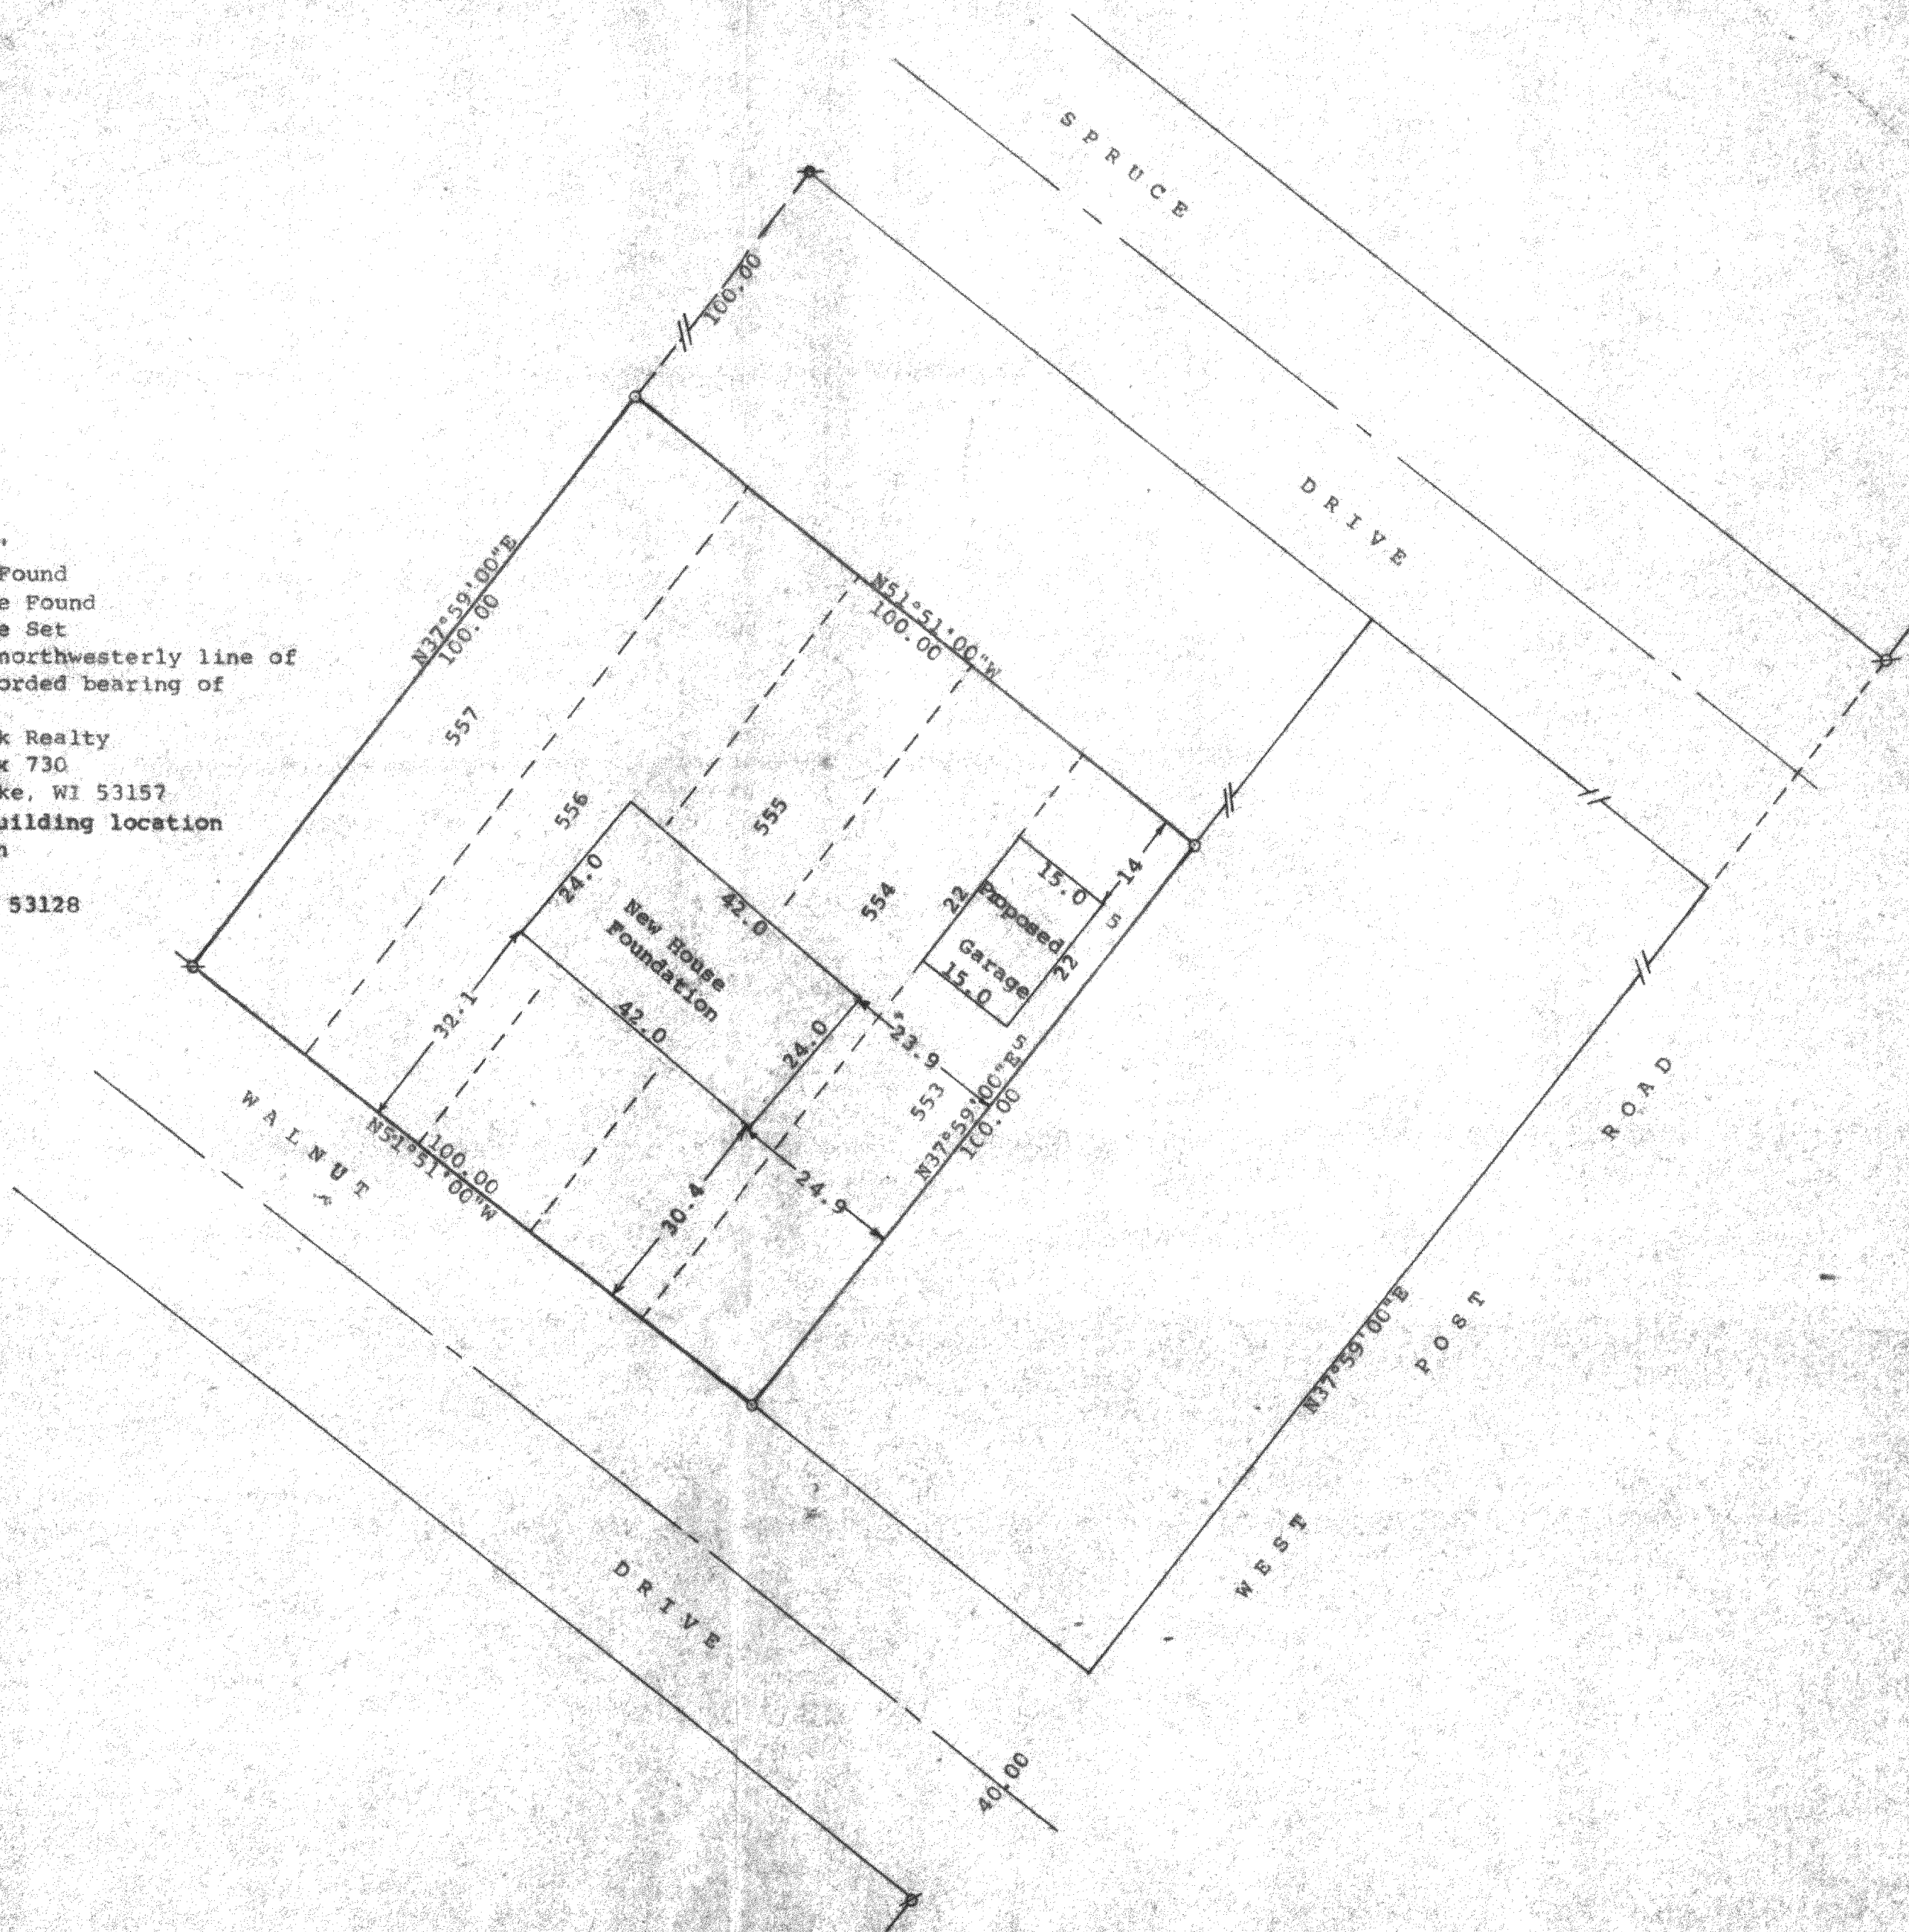 SPRUCE
DRIVE
100.00
N37°59'00"E
100.00
N51°51'00"W
100.00
Found
e Found
e Set
northwesterly line of
orded bearing of
k Realty
x 730
ke, WI 53157
uilding location
n
53128
557
556
555
554
553
24.0
42.0
New House
Foundation
42.0
24.0
32.1
30.4
23.9
24.9
22
15.0
Proposed
Garage
15.0
22
14
5
5
N37°59'00"E
100.00
WALNUT
100.00
N51°51'00"W
DRIVE
40.00
N37°59'00"E
WEST
POST
ROAD